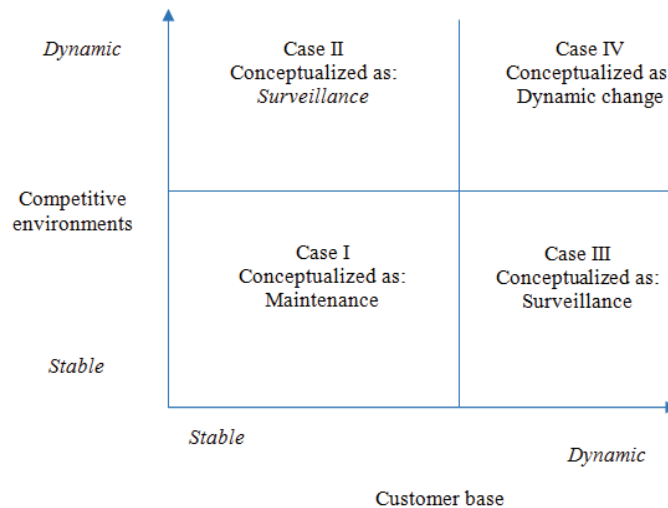 Dynamic
Case II
Conceptualized as:
Surveillance
Case IV
Conceptualized as
Dynamic change
Competitive
environments
Case I
Conceptualized as:
Maintenance
Case III
Conceptualized as:
Surveillance
Stable
Stable
Dynamic
Customer base